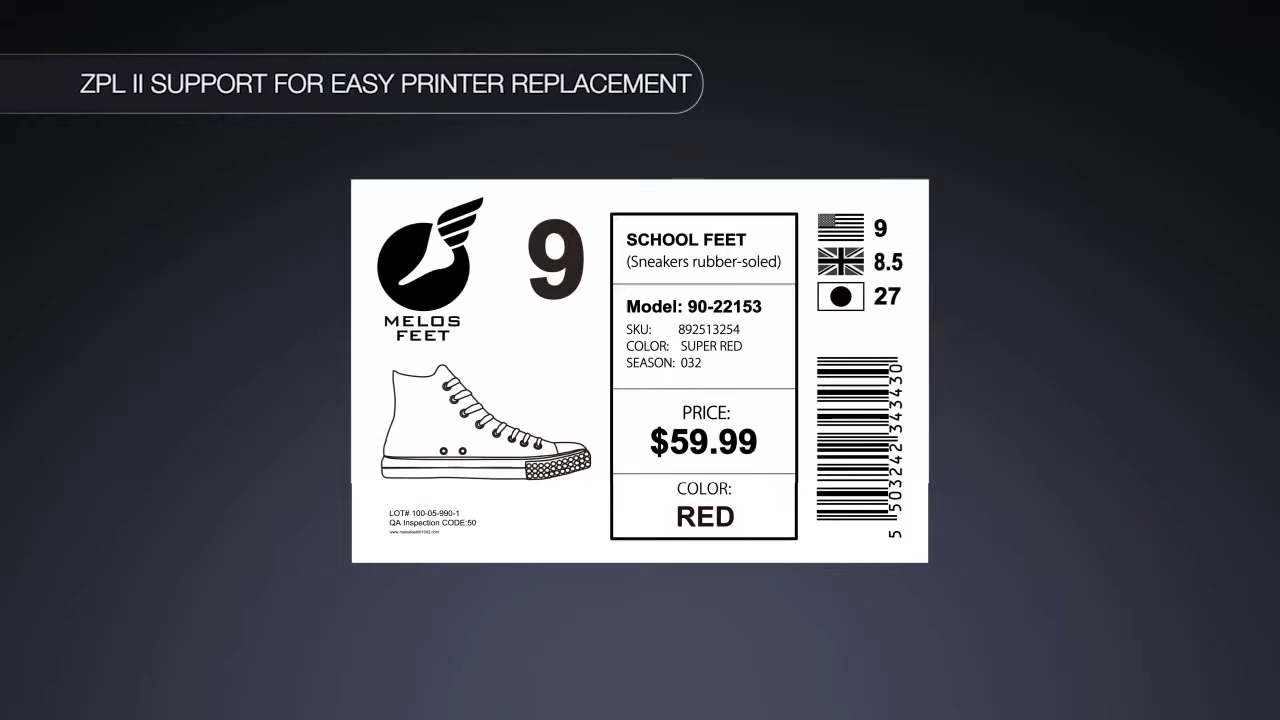 ZPL II SUPPORT FOR EASY PRINTER REPLACEMENT
MELOS
FEET
9
LOT# 100-05-990-1
QA Inspection CODE:50
SCHOOL FEET
(Sneakers rubber-soled)
Model: 90-22153
SKU: 892513254
COLOR: SUPER RED
SEASON: 032
PRICE:
$59.99
COLOR:
RED
9
8.5
27
5 503242 343430